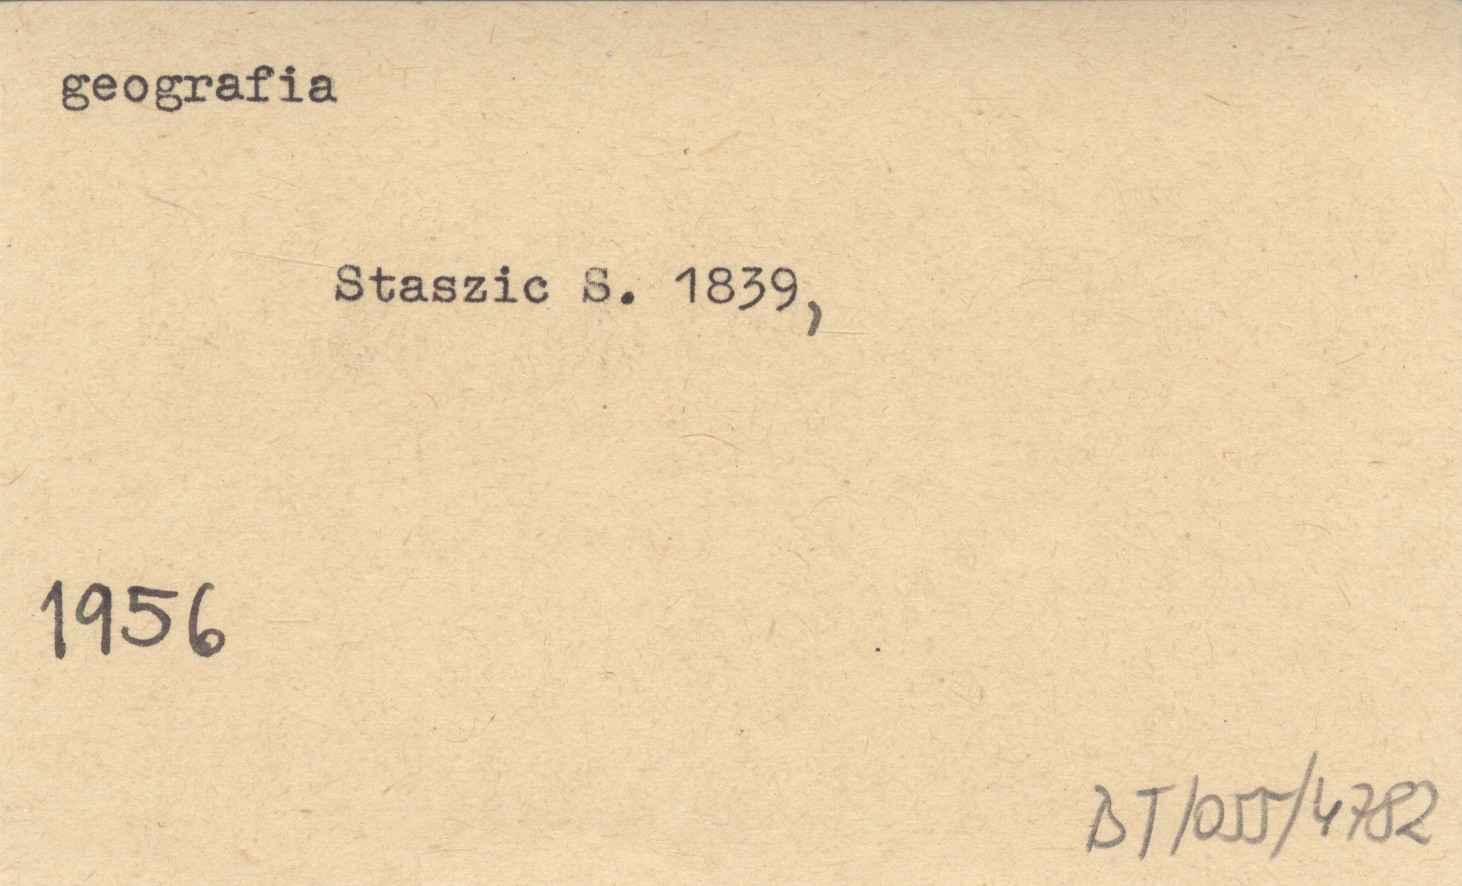 geografia
Staszic S. 1839,
1956
BT/055/4782